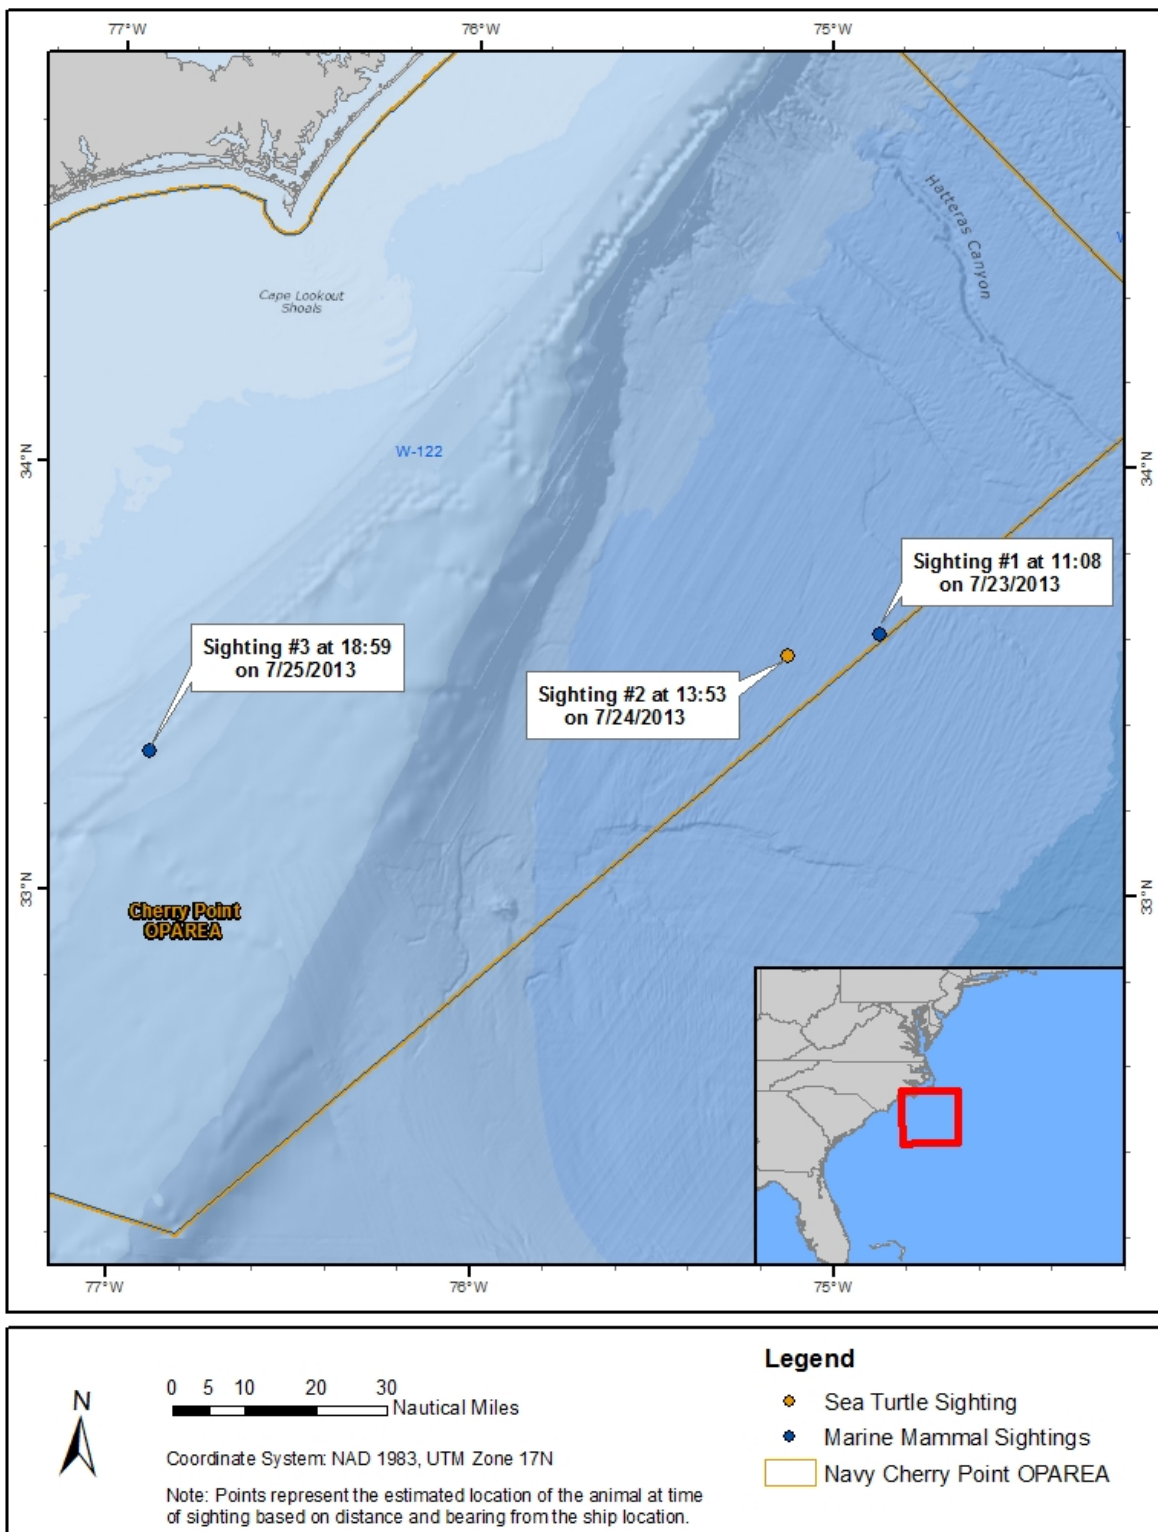 77°W
76°W
75°W
Hatteras Canyon
W
Cape Lookout
Shoals
W-122
34°N
34°N
Sighting #1 at 11:08
on 7/23/2013
Sighting #3 at 18:59
on 7/25/2013
Sighting #2 at 13:53
on 7/24/2013
33°N
33°N
Cherry Point
OPAREA
77°W
76°W
75°W
Legend
N
0 5 10 20 30
Nautical Miles
Sea Turtle Sighting
Marine Mammal Sightings
Navy Cherry Point OPAREA
Coordinate System: NAD 1983, UTM Zone 17N
Note: Points represent the estimated location of the animal at time
of sighting based on distance and bearing from the ship location.